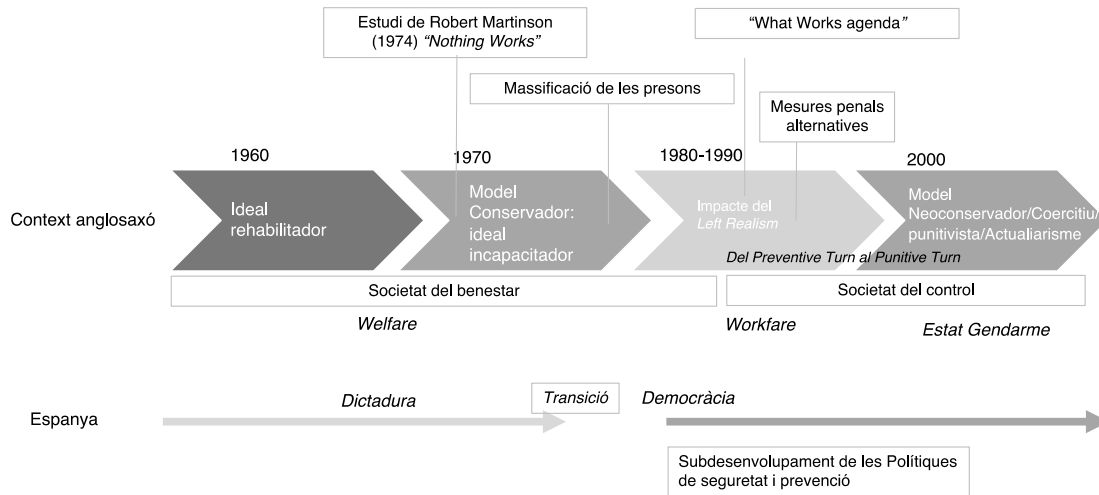 Estudi de Robert Martinson
(1974) “Nothing Works”
“What Works agenda”
Massificació de les presons
Mesures penals
alternatives
1960
1970
1980-1990
2000
Context anglosaxó
Ideal
rehabilitador
Model
Conservador:
ideal
incapacitador
Impacte del
Left Realism
Model
Neoconservador/Coercitiu/
punitivista/Actualiarisme
Del Preventive Turn al Punitive Turn
Societat del benestar
Societat del control
Welfare
Workfare
Estat Gendarme
Espanya
Dictadura
Transició
Democràcia
Subdesenvolupament de les Polítiques
de seguretat i prevenció